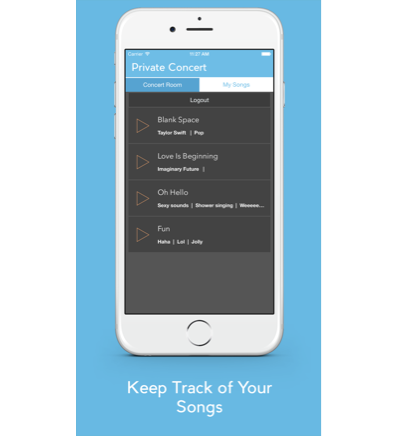 Carrier 11:27 AM
Private Concert
Concert Room My Songs
Logout
Blank Space
Taylor Swift | Pop
Love Is Beginning
Imaginary Future |
Oh Hello
Sexy sounds | Shower singing | Weeeee...
Fun
Haha | Lol | Jolly
Keep Track of Your
Songs